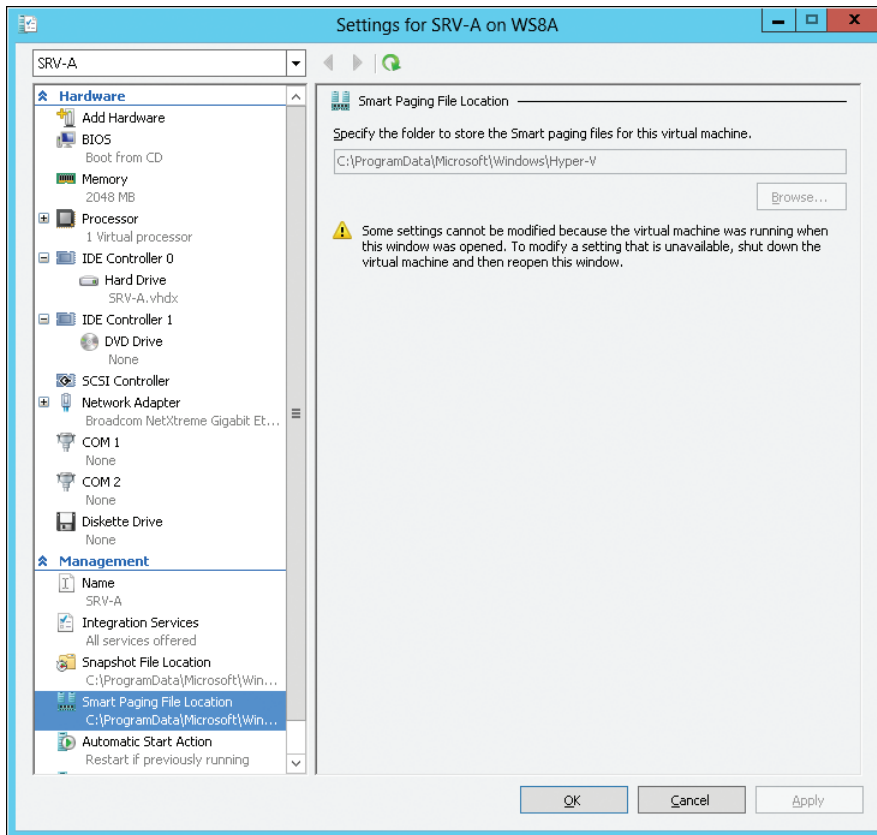 Settings for SRV-A on WS8A
SRV-A
Hardware
Add Hardware
BIOS
Boot from CD
Memory
2048 MB
Processor
1 Virtual processor
IDE Controller 0
Hard Drive
SRV-A.vhdx
IDE Controller 1
DVD Drive
None
SCSI Controller
Network Adapter
Broadcom NetXtreme Gigabit Et...
COM 1
None
COM 2
None
Diskette Drive
None
Management
Name
SRV-A
Integration Services
All services offered
Snapshot File Location
C:\ProgramData\Microsoft\Win...
Smart Paging File Location
C:\ProgramData\Microsoft\Win...
Automatic Start Action
Restart if previously running
Smart Paging File Location
Specify the folder to store the Smart paging files for this virtual machine.
C:\ProgramData\Microsoft\Windows\Hyper-V
Browse...
Some settings cannot be modified because the virtual machine was running when
this window was opened. To modify a setting that is unavailable, shut down the
virtual machine and then reopen this window.
OK
Cancel
Apply